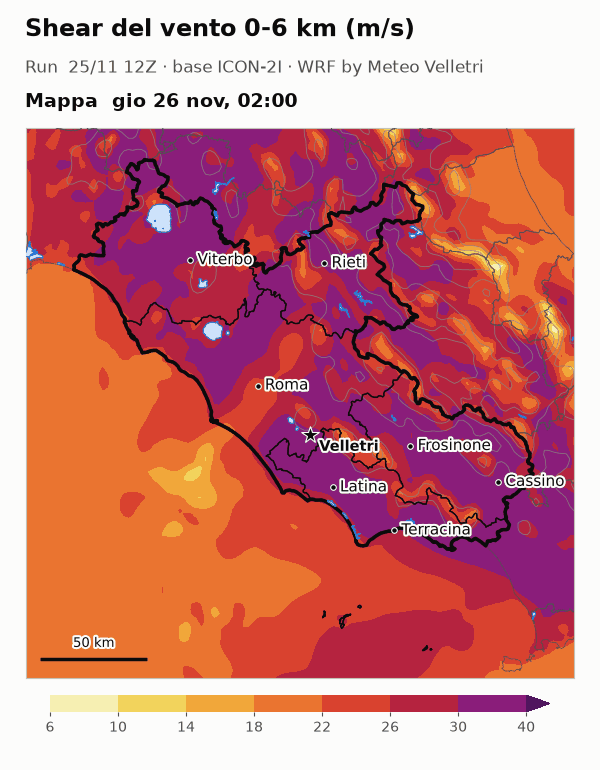 Shear del vento 0-6 km (m/s)
Run  25/11 12Z · base ICON-2I · WRF by Meteo Velletri
Mappa  gio 26 nov, 02:00
Viterbo
Rieti
Roma
Velletri
Frosinone
Cassino
Latina
Terracina
50 km
6 10 14 18 22 26 30 40